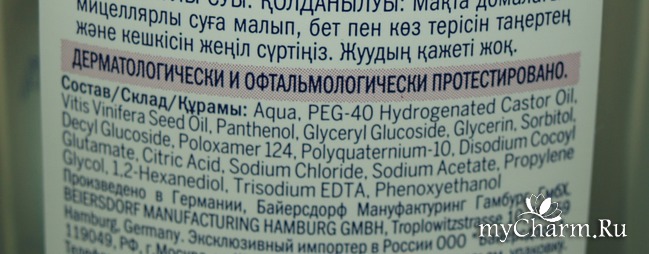 СУЫ. ҚОЛДАНЫЛУЫ: Мақта
мицеллярлы суға малып, бет пен көз терісін таңертең
және кешкісін жеңіл сүртіңіз. Жуудың қажеті жоқ.
ДЕРМАТОЛОГИЧЕСКИ И ОФТАЛЬМОЛОГИЧЕСКИ ПРОТЕСТИРОВАНО.
Состав/Склад/Құрамы: Aqua, PEG-40 Hydrogenated Castor Oil,
Vitis Vinifera Seed Oil, Panthenol, Glyceryl Glucoside, Glycerin, Sorbitol,
Decyl Glucoside, Poloxamer 124, Polyquaternium-10, Disodium Cocoyl
Glutamate, Citric Acid, Sodium Chloride, Sodium Acetate, Propylene
Glycol, 1,2-Hexanediol, Trisodium EDTA, Phenoxyethanol
Произведено в Германии, Байерсдорф Мануфактуринг Гамбург
BEIERSDORF MANUFACTURING HAMBURG GMBH, Troplowitzstrasse
Hamburg, Germany. Эксклюзивный импортер в России ООО
119049, РФ, г. упаковку.
myCharm.Ru